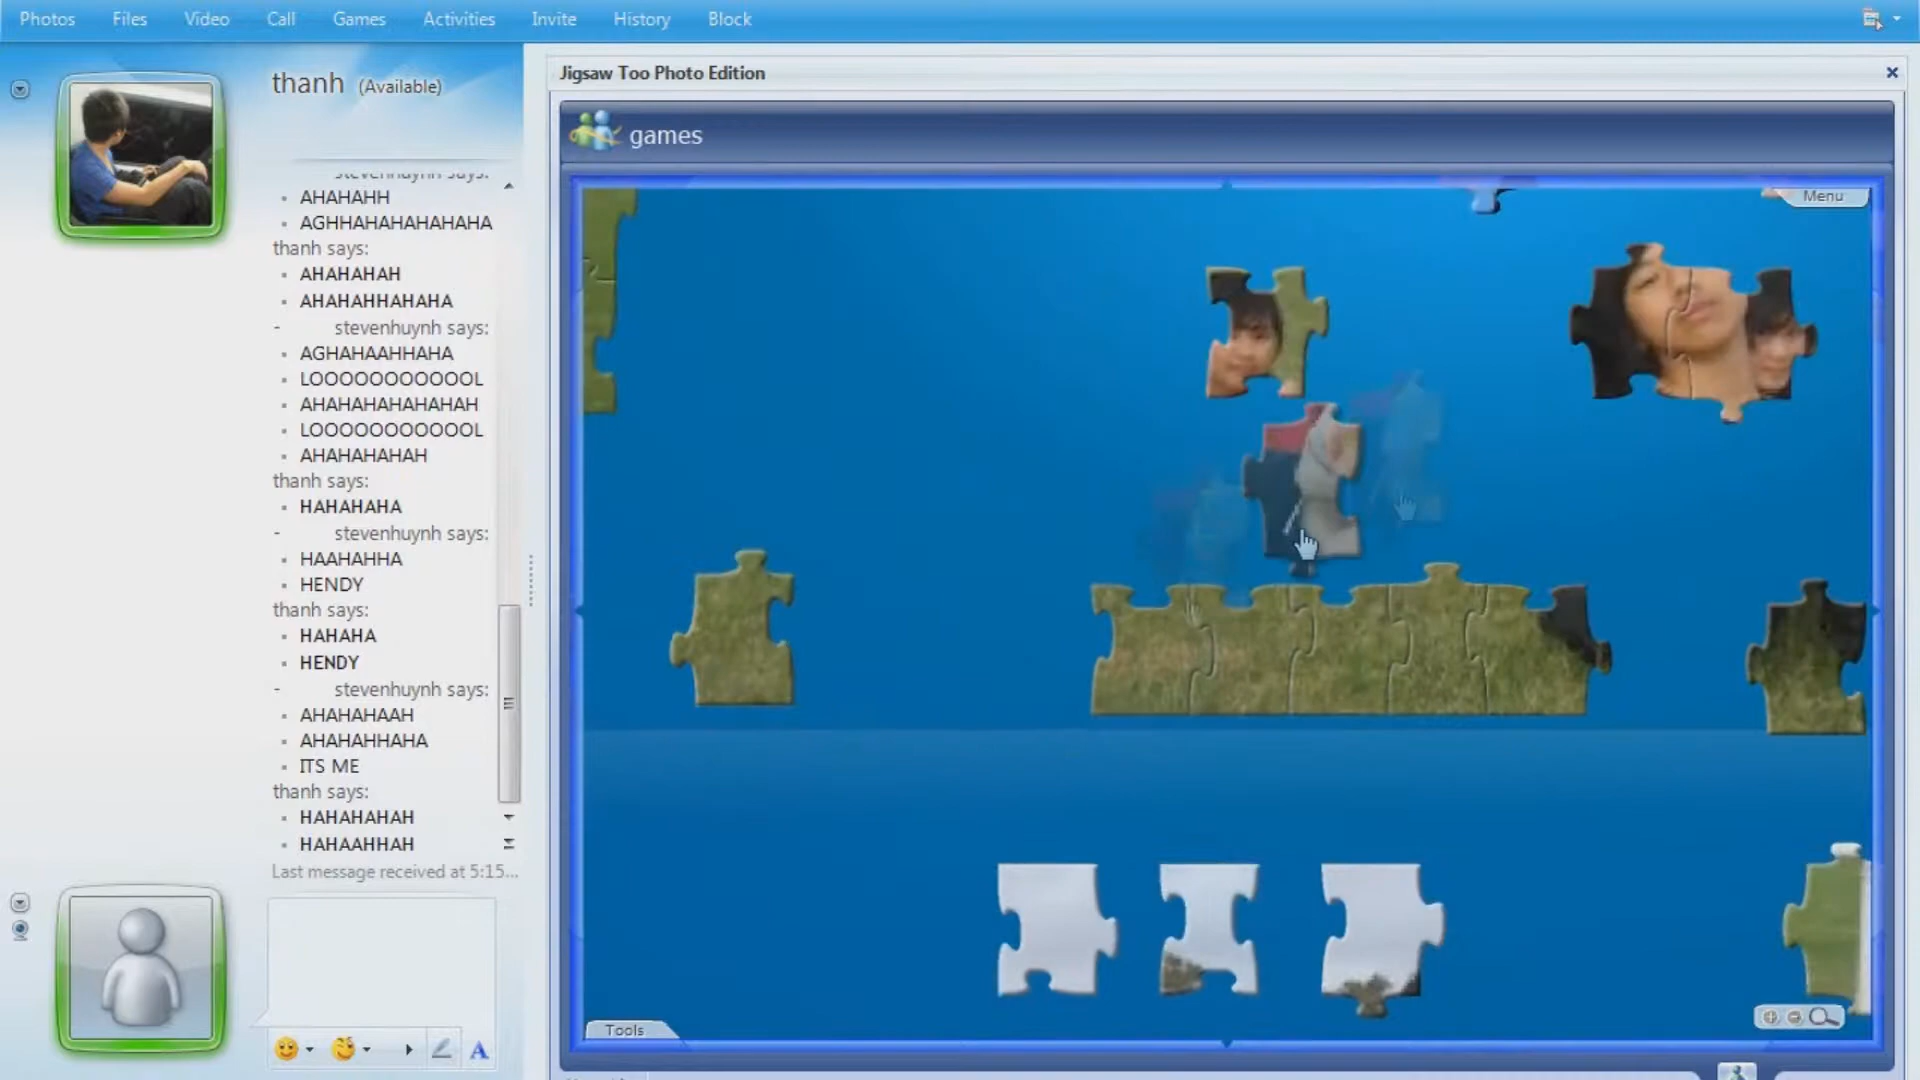 Photos Files Video Call Games Activities Invite History Block
thanh (Available)
stevenhuynh says:
AHAHAHH
AGHHAHAHAHAHAHA
thanh says:
AHAHAHAH
AHAHAHHAHAHA
- stevenhuynh says:
AGHAHAAHHAHA
LOOOOOOOOOOOL
AHAHAHAHAHAHAH
LOOOOOOOOOOOL
AHAHAHAHAH
thanh says:
HAHAHAHA
- stevenhuynh says:
HAAHAHHA
HENDY
thanh says:
HAHAHA
HENDY
- stevenhuynh says:
AHAHAHAAH
AHAHAHHAHA
ITS ME
thanh says:
HAHAHAHAH
HAHAAHHAH
Last message received at 5:15...
A
Jigsaw Too Photo Edition
games
Menu
Tools